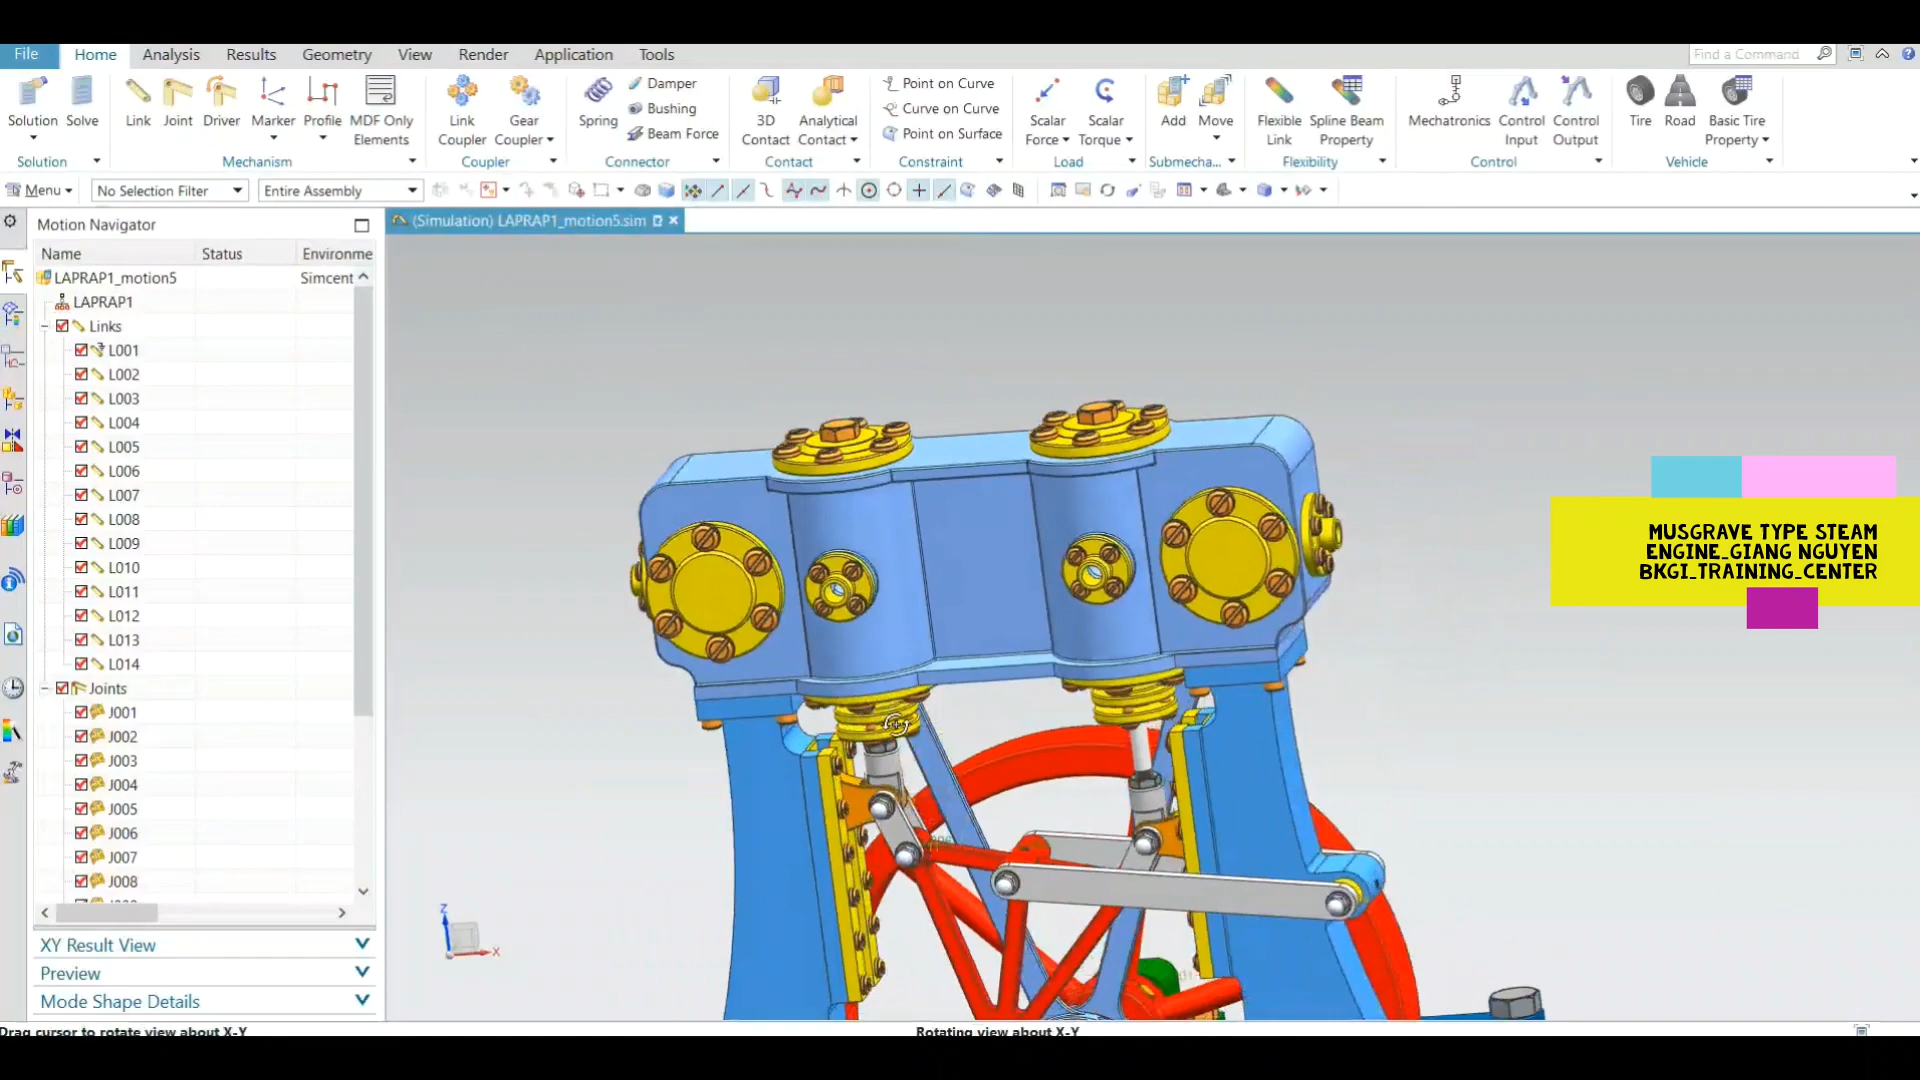 File Home Analysis Results Geometry View Render Application Tools Find a Command
Solution Solve Link Joint Driver Marker Profile MDF Only Elements Link Coupler Gear Coupler Spring Damper Bushing Beam Force 3D Contact Analytical Contact Point on Curve Curve on Curve Point on Surface Scalar Force Scalar Torque Add Move Flexible Link Spline Beam Property Mechatronics Control Input Control Output Tire Road Basic Tire Property
Solution Mechanism Coupler Connector Contact Constraint Load Submecha... Flexibility Control Vehicle
Menu No Selection Filter Entire Assembly
Motion Navigator
(Simulation) LAPRAP1_motion5.sim
Name Status Environme
LAPRAP1_motion5 Simcent
LAPRAP1
Links
L001
L002
L003
L004
L005
L006
L007
L008
L009
L010
L011
L012
L013
L014
Joints
J001
J002
J003
J004
J005
J006
J007
J008
XY Result View
Preview
Mode Shape Details
MUSGRAVE TYPE STEAM
ENGINE_GIANG NGUYEN
BKGI_TRAINING_CENTER
Z
X
Drag cursor to rotate view about X-Y
Rotating view about X-Y